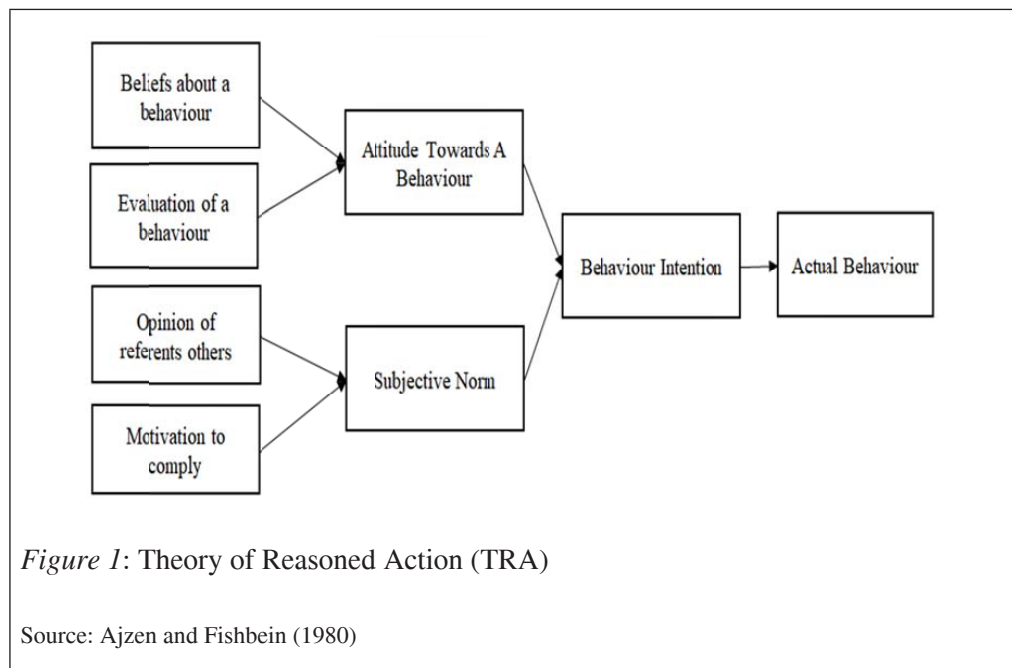 Beliefs about a
behaviour
Evaluation of a
behaviour
Opinion of
referents others
Motivation to
comply
Attitude Towards A
Behaviour
Subjective Norm
Behaviour Intention
Actual Behaviour
Figure 1: Theory of Reasoned Action (TRA)
Source: Ajzen and Fishbein (1980)